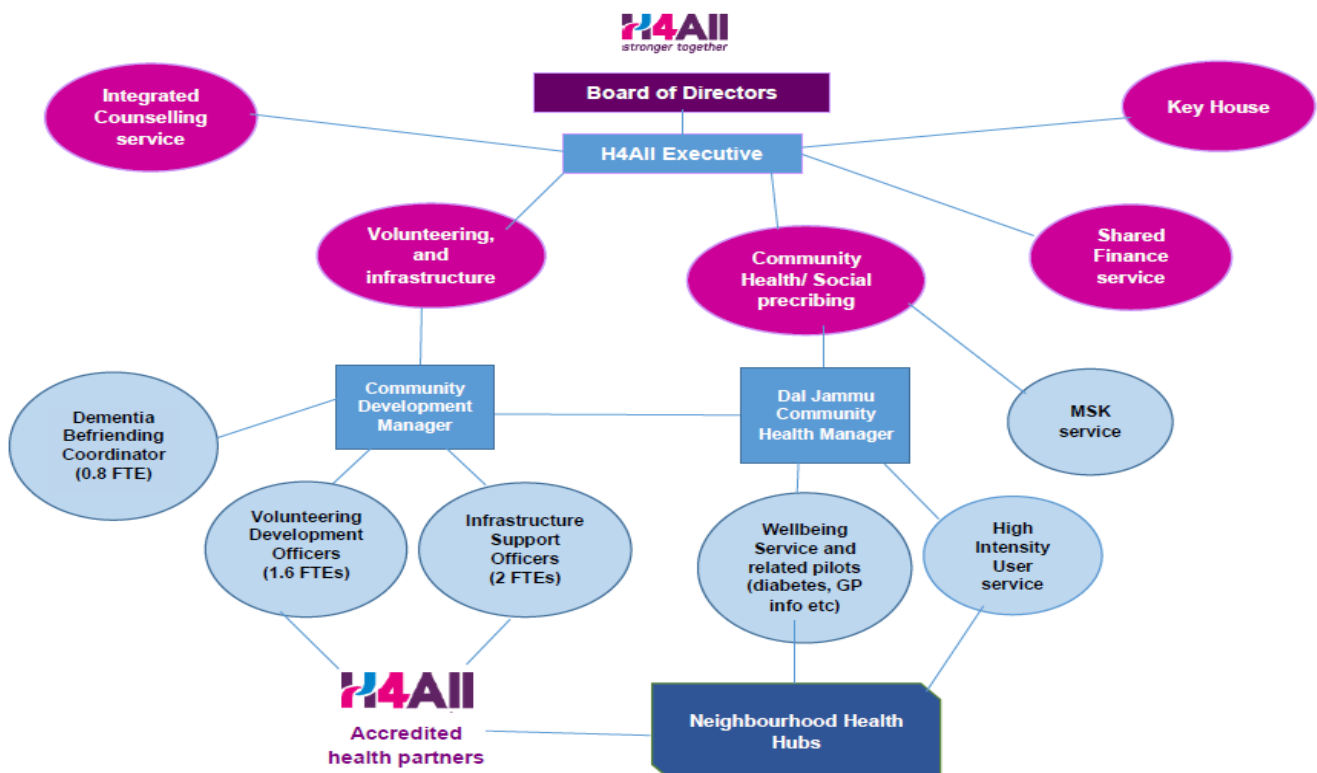 H4All
stronger together
Board of Directors
Integrated
Counselling
service
Key House
H4All Executive
Volunteering,
and
infrastructure
Community
Health/ Social
precribing
Shared
Finance
service
Community
Development
Manager
Dal Jammu
Community
Health Manager
MSK
service
Dementia
Befriending
Coordinator
(0.8 FTE)
Volunteering
Development
Officers
(1.6 FTEs)
Infrastructure
Support
Officers
(2 FTEs)
Wellbeing
Service and
related pilots
(diabetes, GP
info etc)
High
Intensity
User
service
H4All
Accredited
health partners
Neighbourhood Health
Hubs